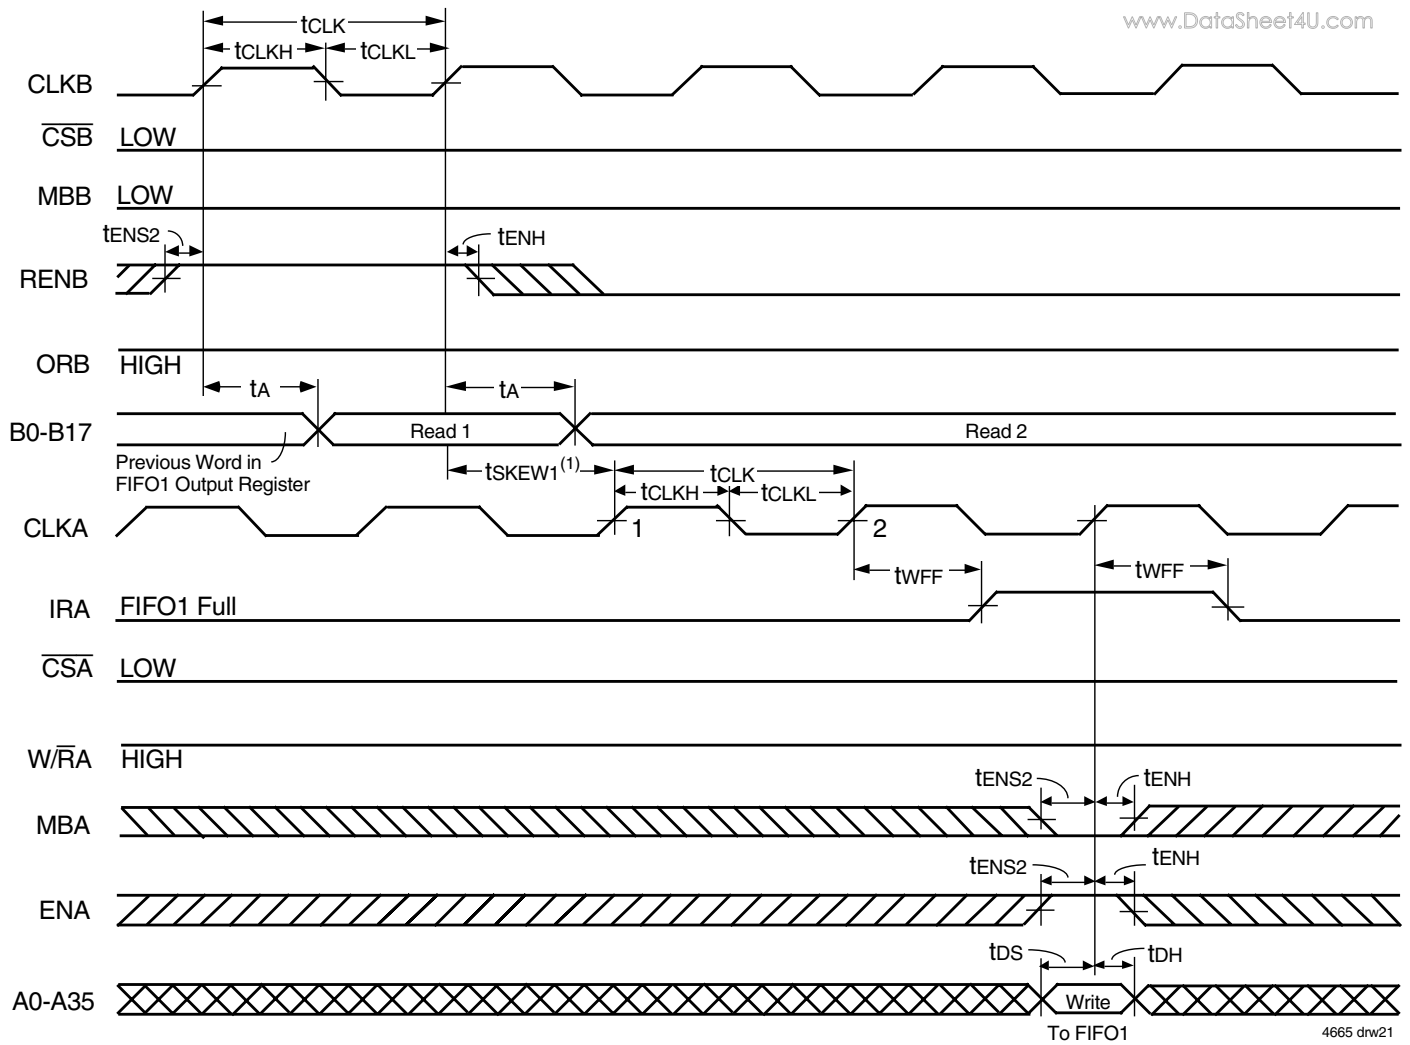 www.DataSheet4U.com
tCLK
tCLKH tCLKL
CLKB
CSB LOW
MBB LOW
tENS2 tENH
RENB
ORB HIGH
tA tA
B0-B17 Read 1 Read 2
Previous Word in
FIFO1 Output Register
tSKEW1(1) tCLK
tCLKH tCLKL
CLKA 1 2
tWFF tWFF
IRA FIFO1 Full
CSA LOW
W/RA HIGH
tENS2 tENH
MBA
tENS2 tENH
ENA
tDS tDH
A0-A35 Write
To FIFO1
4665 drw21